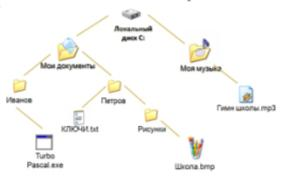 Локальный
диск C:
Мои документы
Моя музыка
Иванов
Петров
Гимн школы.mp3
КЛЮЧИ.txt
Рисунки
Turbo
Pascal.exe
Школа.bmp